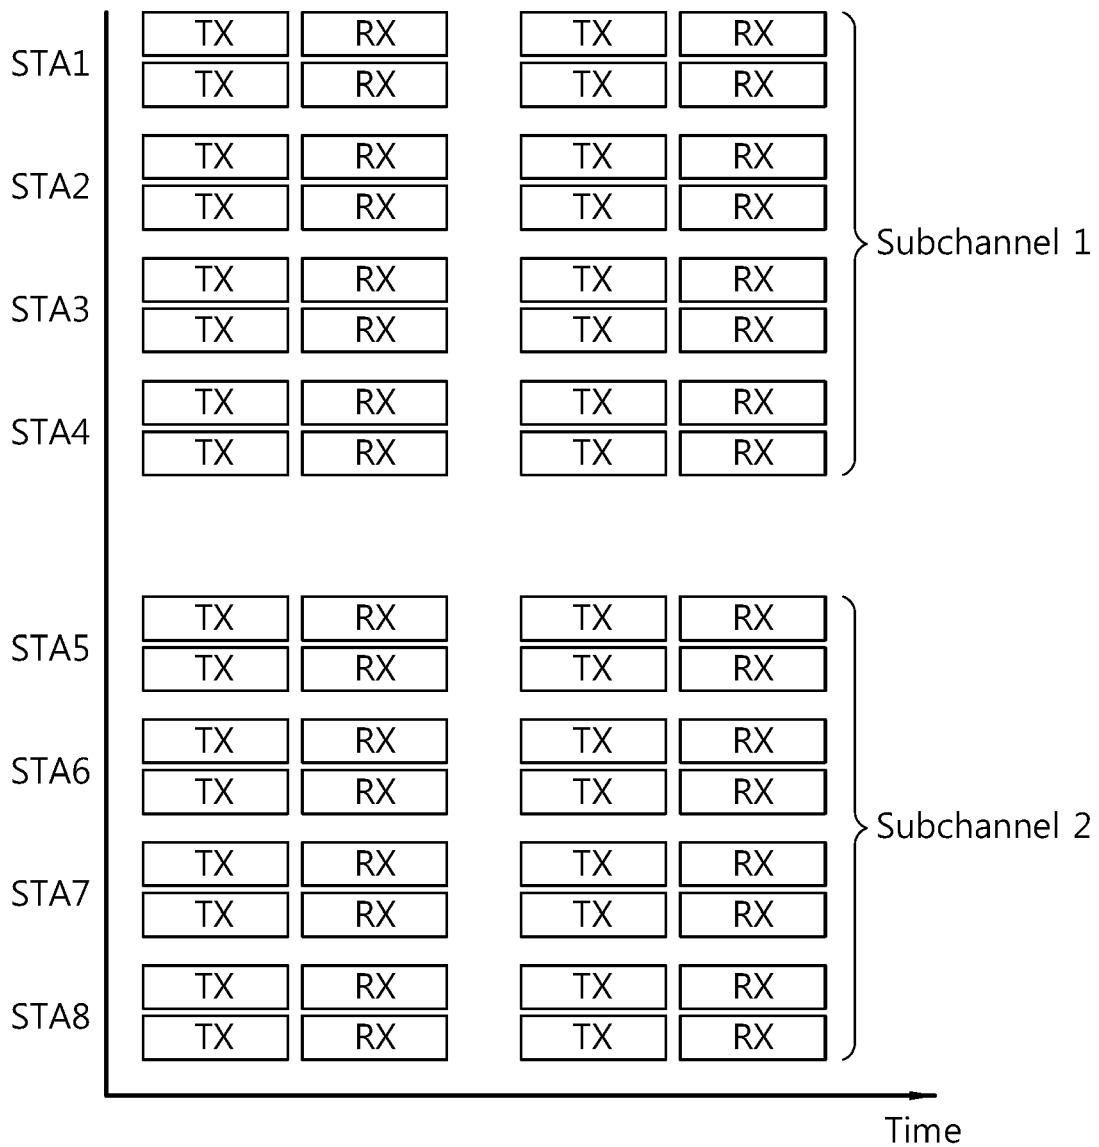 TX RX TX RX
STA1
TX RX TX RX
TX RX TX RX
STA2
TX RX TX RX
Subchannel 1
TX RX TX RX
STA3
TX RX TX RX
TX RX TX RX
STA4
TX RX TX RX
TX RX TX RX
STA5
TX RX TX RX
TX RX TX RX
STA6
TX RX TX RX
Subchannel 2
TX RX TX RX
STA7
TX RX TX RX
TX RX TX RX
STA8
TX RX TX RX
Time